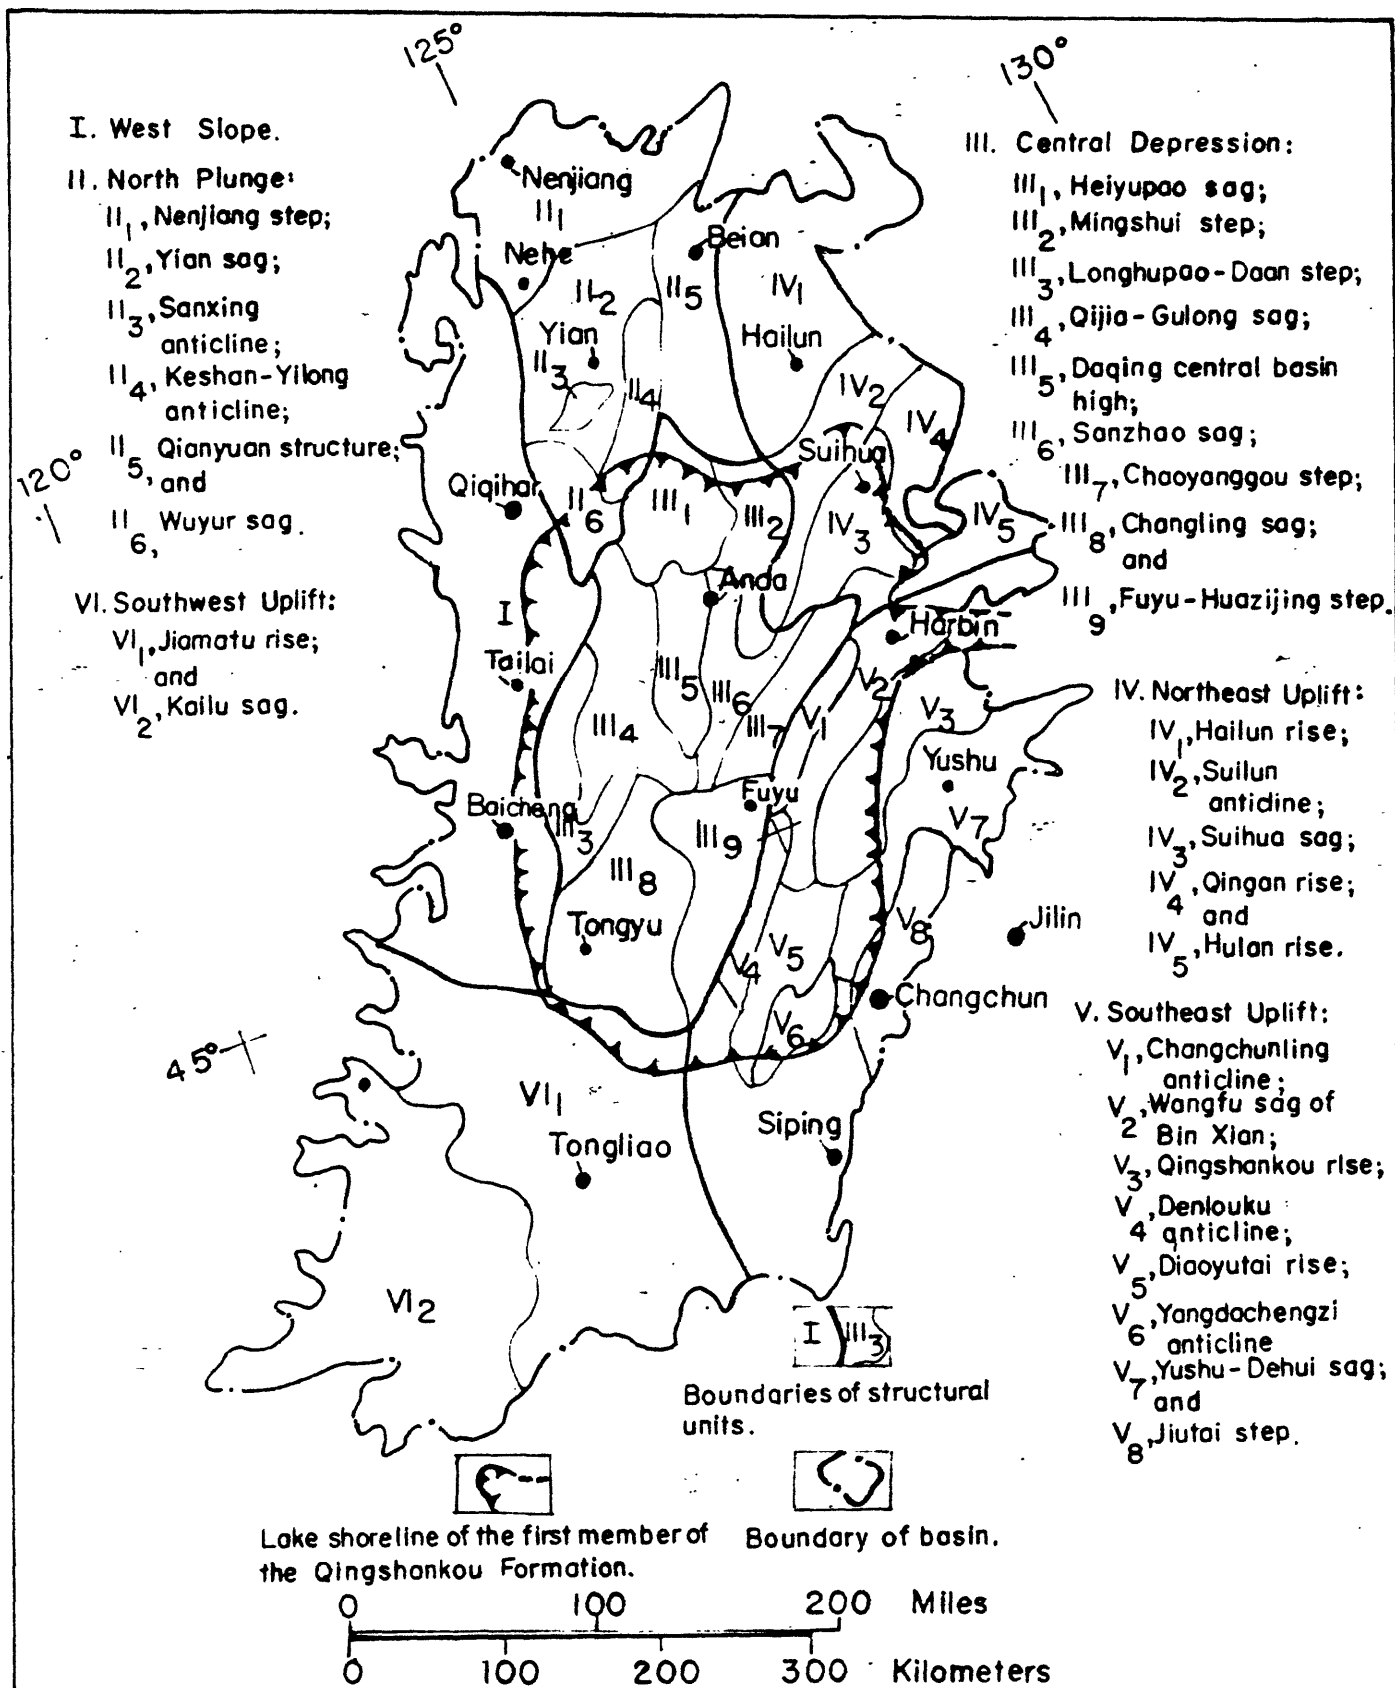 125°
130°
120°
45°
I. West Slope.
II. North Plunge:
II1, Nenjiang step;
II2, Yian sag;
II3, Sanxing
anticline;
II4, Keshan-Yilong
anticline;
II5, Qianyuan structure;
and
II6, Wuyur sag.
VI. Southwest Uplift:
VI1, Jiamatu rise;
and
VI2, Kailu sag.
III. Central Depression:
III1, Heiyupao sag;
III2, Mingshui step;
III3, Longhupao-Daan step;
III4, Qijia-Gulong sag;
III5, Daqing central basin
high;
III6, Sanzhao sag;
III7, Chaoyanggou step;
III8, Changling sag;
and
III9, Fuyu-Huazijing step.
IV. Northeast Uplift:
IV1, Hailun rise;
IV2, Suilun
anticline;
IV3, Suihua sag;
IV4, Qingan rise;
and
IV5, Hulan rise.
V. Southeast Uplift:
V1, Changchunling
anticline;
V2, Wangfu sag of
Bin Xian;
V3, Qingshankou rise;
V4, Denlouku
anticline;
V5, Diaoyutai rise;
V6, Yangdachengzi
anticline
V7, Yushu-Dehui sag;
and
V8, Jiutai step.
Nenjiang
II1
Nehe
Beian
II2
II5
IV1
Yian
Hailun
II3
II4
IV2
IV4
Suihua
Qiqihar
II6
III1
III2
IV3
IV5
Anda
I
Harbin
Tailai
III5
III6
V2
V3
III4
III7
V1
Yushu
Fuyu
Baicheng
III3
III9
V7
III8
Tongyu
V8
Jilin
V4
V5
Changchun
V6
VI1
Siping
Tongliao
VI2
I
III3
Boundaries of structural
units.
Lake shoreline of the first member of
the Qingshankou Formation.
Boundary of basin.
0 100 200 Miles
0 100 200 300 Kilometers